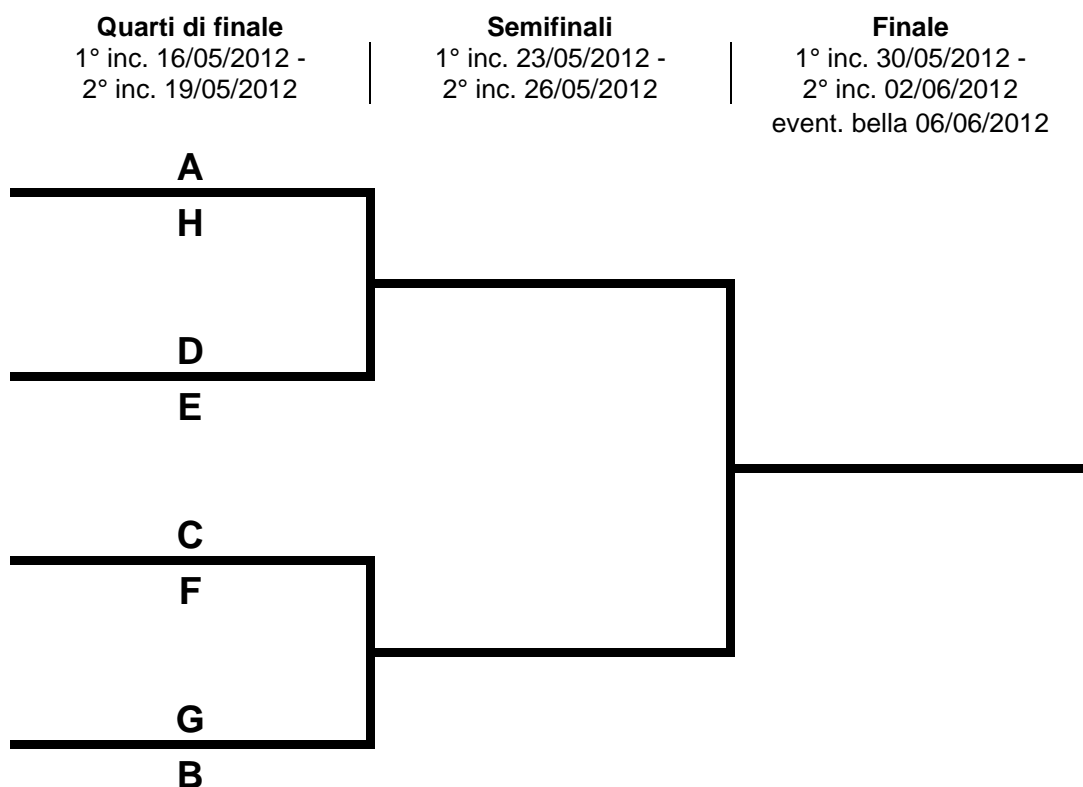 Quarti di finale
1° inc. 16/05/2012 -
2° inc. 19/05/2012
Semifinali
1° inc. 23/05/2012 -
2° inc. 26/05/2012
Finale
1° inc. 30/05/2012 -
2° inc. 02/06/2012
event. bella 06/06/2012
A
H
D
E
C
F
G
B